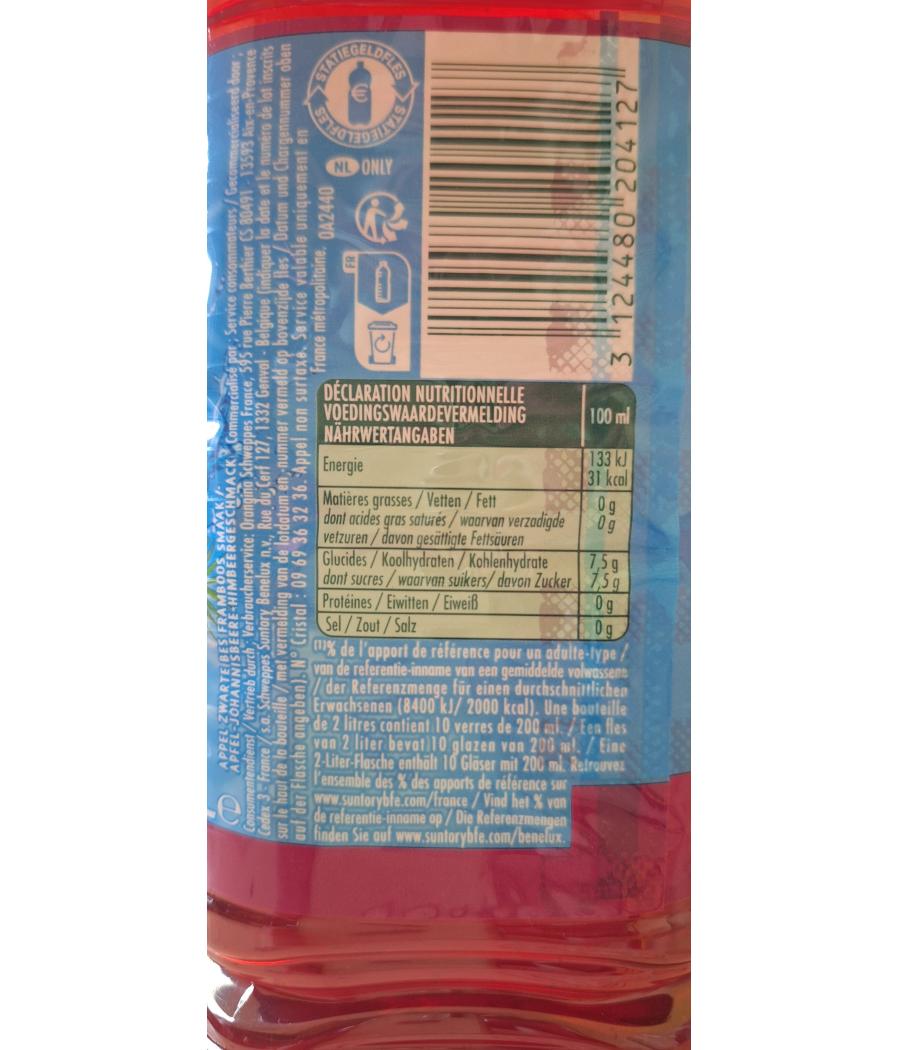 APPEL-ZWARTEIBES-FRAMBOOS SMAAK /
APFEL-JOHANNISBEERE-HIMBEERGESCHMACK. Commercialisé par ; Service consommateurs / Gecommercialiseerd door ;
Consumentendienst / Vertrieb durch ; Verbraucherservice: Orangina Schweppes France, 595 rue Pierre Berthier CS 80491 - 13593 Aix-en-Provence
Cedex 3 - France / s.a. Schweppes Suntory Benelux n.v., Rue du Cerf 127, 1332 Genval - Belgique (indiquer la date et le numéro de lot inscrits
sur le haut de la bouteille / met vermelding van de lotdatum en -nummer vermeld op bovenzijde fles / Datum und Chargennummer oben
auf der Flasche angeben). N° Cristal : 09 69 36 32 36. Appel non surtaxé. Service valable uniquement en
France métropolitaine. OA2440
STATIEGELDFLES
STATIEGELDFLES
€
NL ONLY
FR
3 124480 204127
DÉCLARATION NUTRITIONNELLE
VOEDINGSWAARDEVERMELDING
NÄHRWERTANGABEN
100 ml
Energie
133 kJ
31 kcal
Matières grasses / Vetten / Fett
0 g
dont acides gras saturés / waarvan verzadigde
0 g
vetzuren / davon gesättigte Fettsäuren
Glucides / Koolhydraten / Kohlenhydrate
7,5 g
dont sucres / waarvan suikers / davon Zucker
7,5 g
Protéines / Eiwitten / Eiweiß
0 g
Sel / Zout / Salz
0 g
(1)% de l'apport de référence pour un adulte-type /
van de referentie-inname van een gemiddelde volwassene
/ der Referenzmenge für einen durchschnittlichen
Erwachsenen (8400 kJ/ 2000 kcal). Une bouteille
de 2 litres contient 10 verres de 200 ml. / Een fles
van 2 liter bevat 10 glazen van 200 ml. / Eine
2-Liter-Flasche enthält 10 Gläser mit 200 ml. Retrouvez
l'ensemble des % des apports de référence sur
www.suntorybfe.com/france / Vind het % van
de referentie-inname op / Die Referenzmengen
finden Sie auf www.suntorybfe.com/benelux.